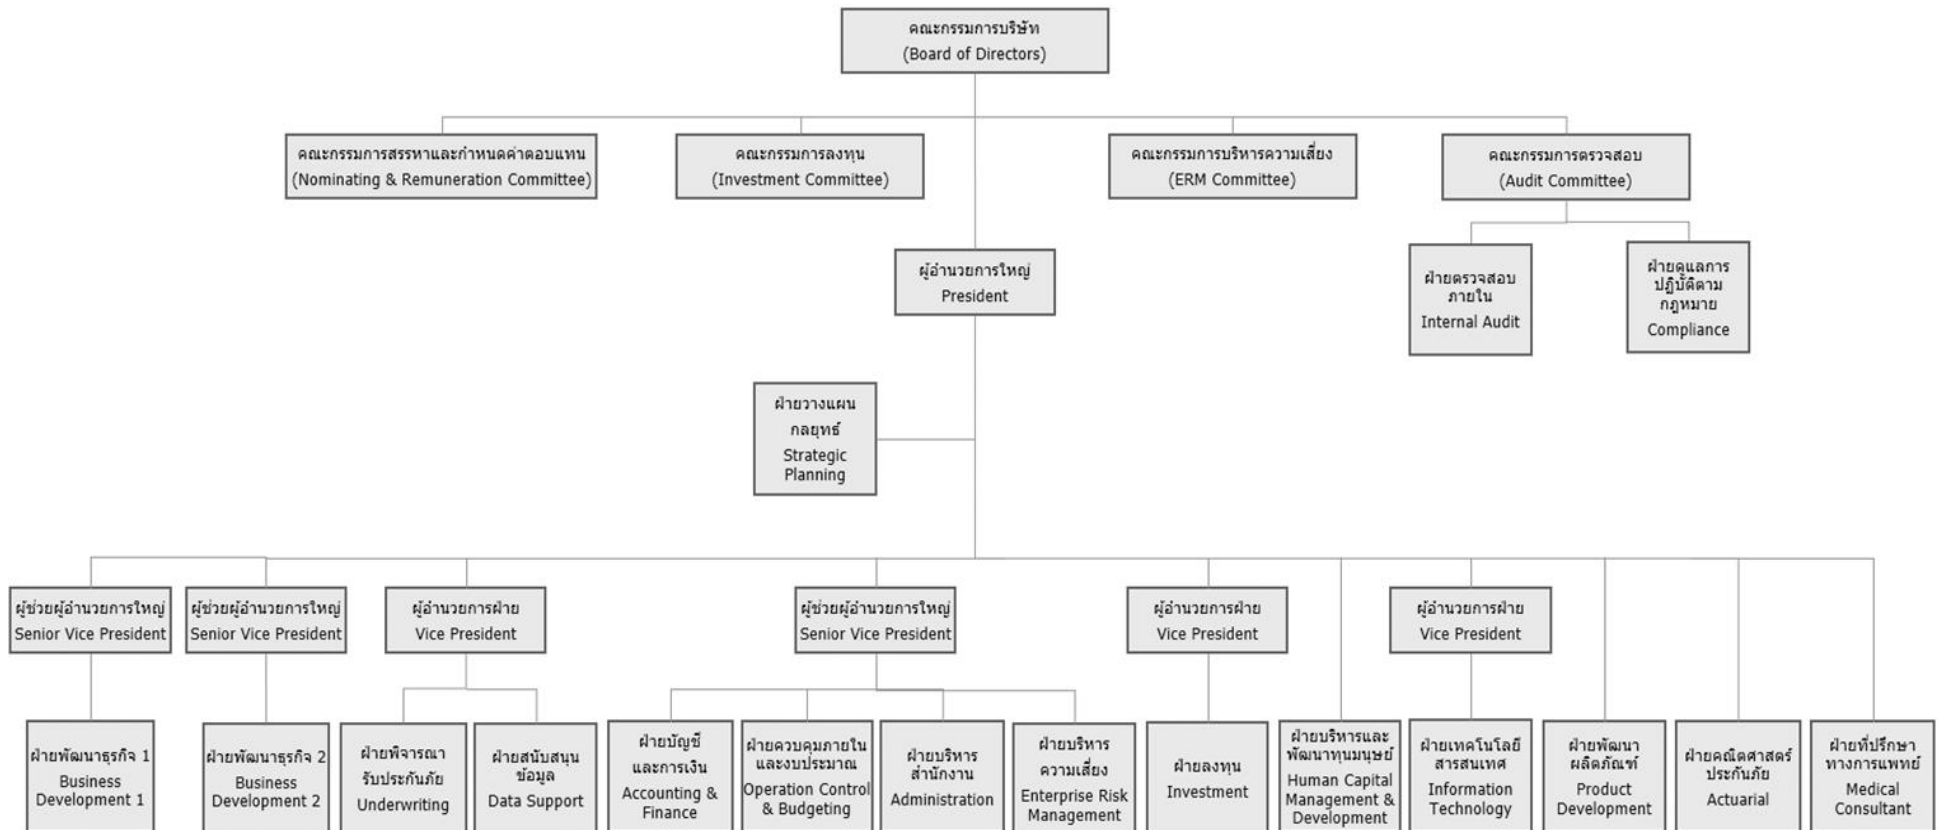 คณะกรรมการบริษัท
(Board of Directors)
คณะกรรมการสรรหาและกำหนดค่าตอบแทน
(Nominating & Remuneration Committee)
คณะกรรมการลงทุน
(Investment Committee)
คณะกรรมการบริหารความเสี่ยง
(ERM Committee)
คณะกรรมการตรวจสอบ
(Audit Committee)
ผู้อำนวยการใหญ่
President
ฝ่ายตรวจสอบ
ภายใน
Internal Audit
ฝ่ายดูแลการ
ปฏิบัติตาม
กฎหมาย
Compliance
ฝ่ายวางแผน
กลยุทธ์
Strategic
Planning
ผู้ช่วยผู้อำนวยการใหญ่
Senior Vice President
ผู้ช่วยผู้อำนวยการใหญ่
Senior Vice President
ผู้อำนวยการฝ่าย
Vice President
ผู้ช่วยผู้อำนวยการใหญ่
Senior Vice President
ผู้อำนวยการฝ่าย
Vice President
ผู้อำนวยการฝ่าย
Vice President
ฝ่ายพัฒนาธุรกิจ 1
Business
Development 1
ฝ่ายพัฒนาธุรกิจ 2
Business
Development 2
ฝ่ายพิจารณา
รับประกันภัย
Underwriting
ฝ่ายสนับสนุน
ข้อมูล
Data Support
ฝ่ายบัญชี
และการเงิน
Accounting &
Finance
ฝ่ายควบคุมภายใน
และงบประมาณ
Operation Control
& Budgeting
ฝ่ายบริหาร
สำนักงาน
Administration
ฝ่ายบริหาร
ความเสี่ยง
Enterprise Risk
Management
ฝ่ายลงทุน
Investment
ฝ่ายบริหารและ
พัฒนาทุนมนุษย์
Human Capital
Management &
Development
ฝ่ายเทคโนโลยี
สารสนเทศ
Information
Technology
ฝ่ายพัฒนา
ผลิตภัณฑ์
Product
Development
ฝ่ายคณิตศาสตร์
ประกันภัย
Actuarial
ฝ่ายที่ปรึกษา
ทางการแพทย์
Medical
Consultant